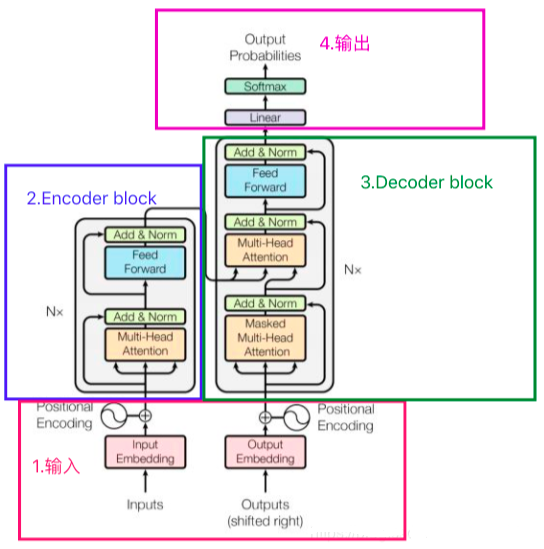 Output
Probabilities
4.输出
Softmax
Linear
3.Decoder block
Add & Norm
Feed
Forward
Add & Norm
Multi-Head
Attention
Nx
Add & Norm
Masked
Multi-Head
Attention
2.Encoder block
Add & Norm
Feed
Forward
Nx
Add & Norm
Multi-Head
Attention
1.输入
Positional
Encoding
Input
Embedding
Inputs
Positional
Encoding
Output
Embedding
Outputs
(shifted right)